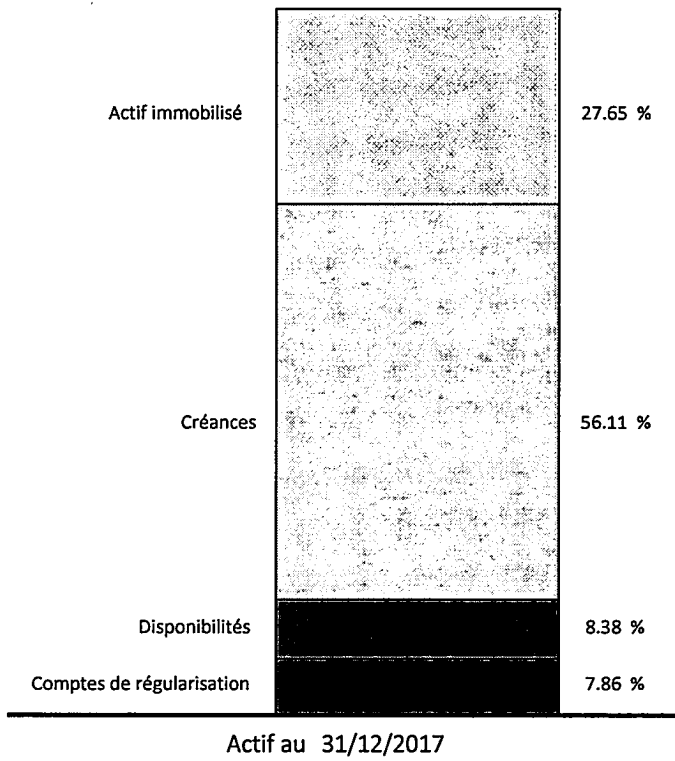 Actif immobilisé 27.65 %
Créances 56.11 %
Disponibilités 8.38 %
Comptes de régularisation 7.86 %
Actif au 31/12/2017